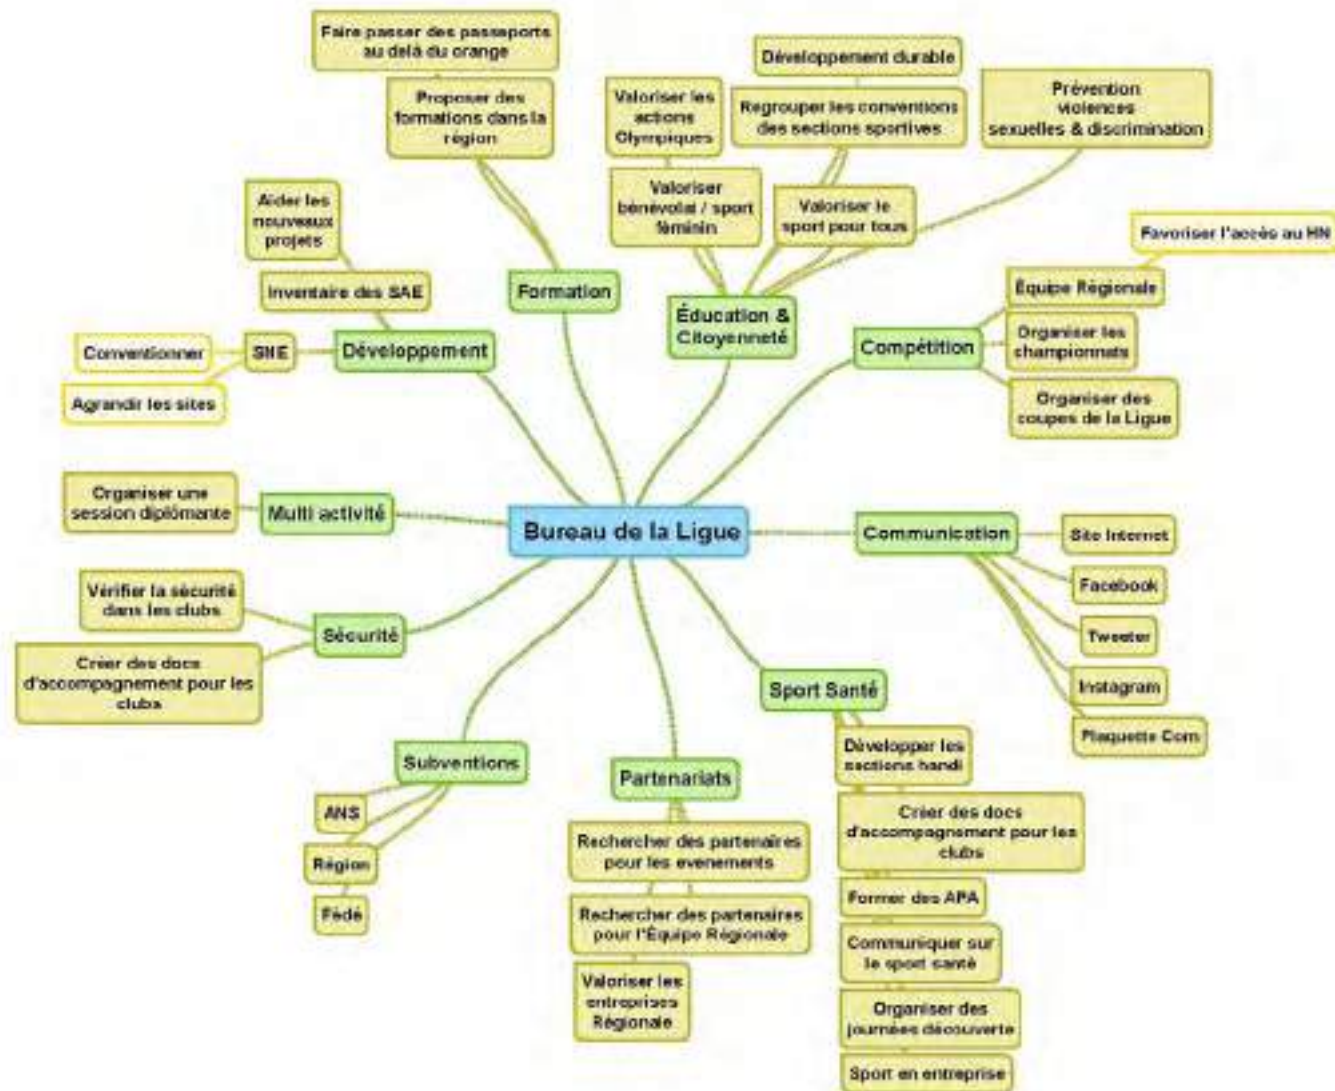 Faire passer des passeports
au delà du orange
Proposer des
formations dans la
région
Formation
Développement durable
Valoriser les
actions
Olympiques
Regrouper les conventions
des sections sportives
Prévention
violences
sexuelles & discrimination
Valoriser
bénévolat / sport
féminin
Valoriser le
sport pour tous
Éducation &
Citoyenneté
Favoriser l'accès au HN
Équipe Régionale
Organiser les
championnats
Organiser des
coupes de la Ligue
Compétition
Aider les
nouveaux
projets
Inventaire des SAE
Conventionner
SNE
Développement
Agrandir les sites
Organiser une
session diplômante
Multi activité
Bureau de la Ligue
Communication
Site Internet
Facebook
Tweeter
Instagram
Plaquette Com
Vérifier la sécurité
dans les clubs
Sécurité
Créer des docs
d'accompagnement pour les
clubs
Subventions
ANS
Région
Fédé
Partenariats
Rechercher des partenaires
pour les evenements
Rechercher des partenaires
pour l'Équipe Régionale
Valoriser les
entreprises
Régionale
Sport Santé
Développer les
sections handi
Créer des docs
d'accompagnement pour les
clubs
Former des APA
Communiquer sur
le sport santé
Organiser des
journées découverte
Sport en entreprise